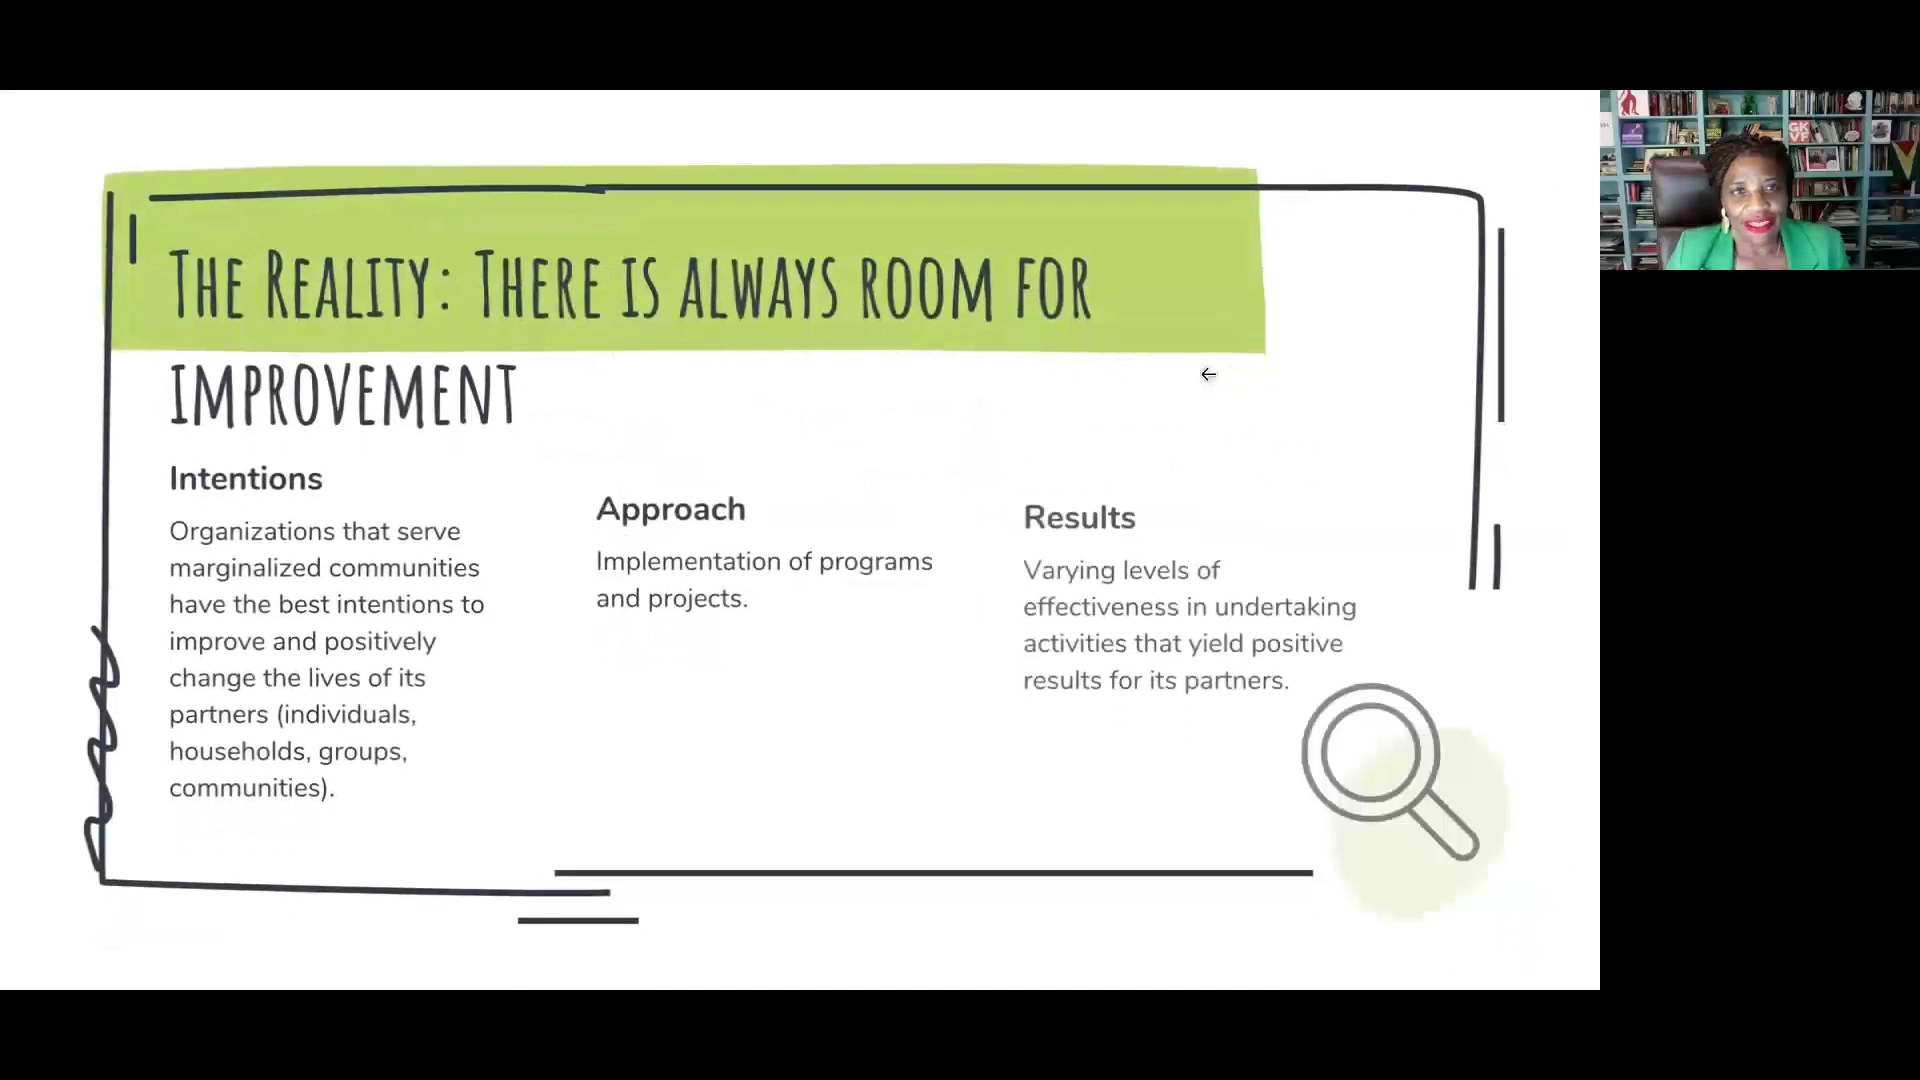 The Reality: There is always room for
improvement
Intentions
Organizations that serve
marginalized communities
have the best intentions to
improve and positively
change the lives of its
partners (individuals,
households, groups,
communities).
Approach
Implementation of programs
and projects.
Results
Varying levels of
effectiveness in undertaking
activities that yield positive
results for its partners.
GK
VF